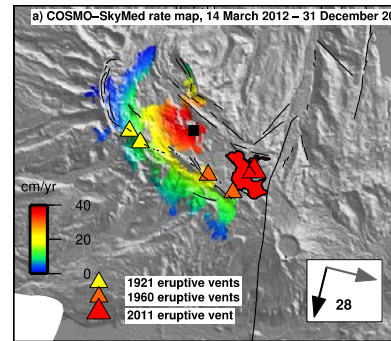 a) COSMO–SkyMed rate map, 14 March 2012 – 31 December
cm/yr
40
20
0
1921 eruptive vents
1960 eruptive vents
2011 eruptive vent
28